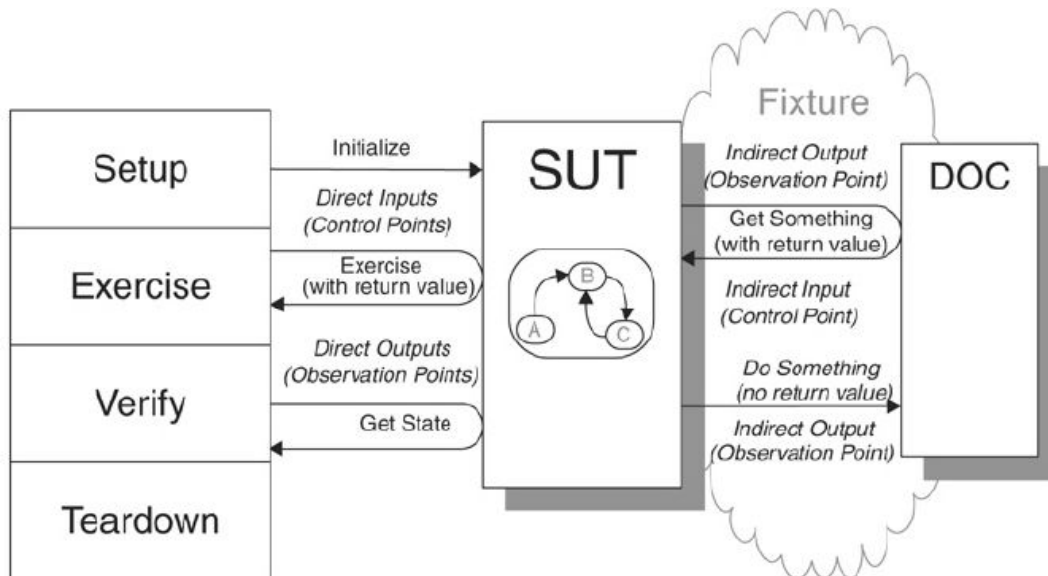 Setup
Exercise
Verify
Teardown
Initialize
Direct Inputs
(Control Points)
Exercise
(with return value)
Direct Outputs
(Observation Points)
Get State
SUT
A
B
C
Fixture
Indirect Output
(Observation Point)
Get Something
(with return value)
Indirect Input
(Control Point)
Do Something
(no return value)
Indirect Output
(Observation Point)
DOC